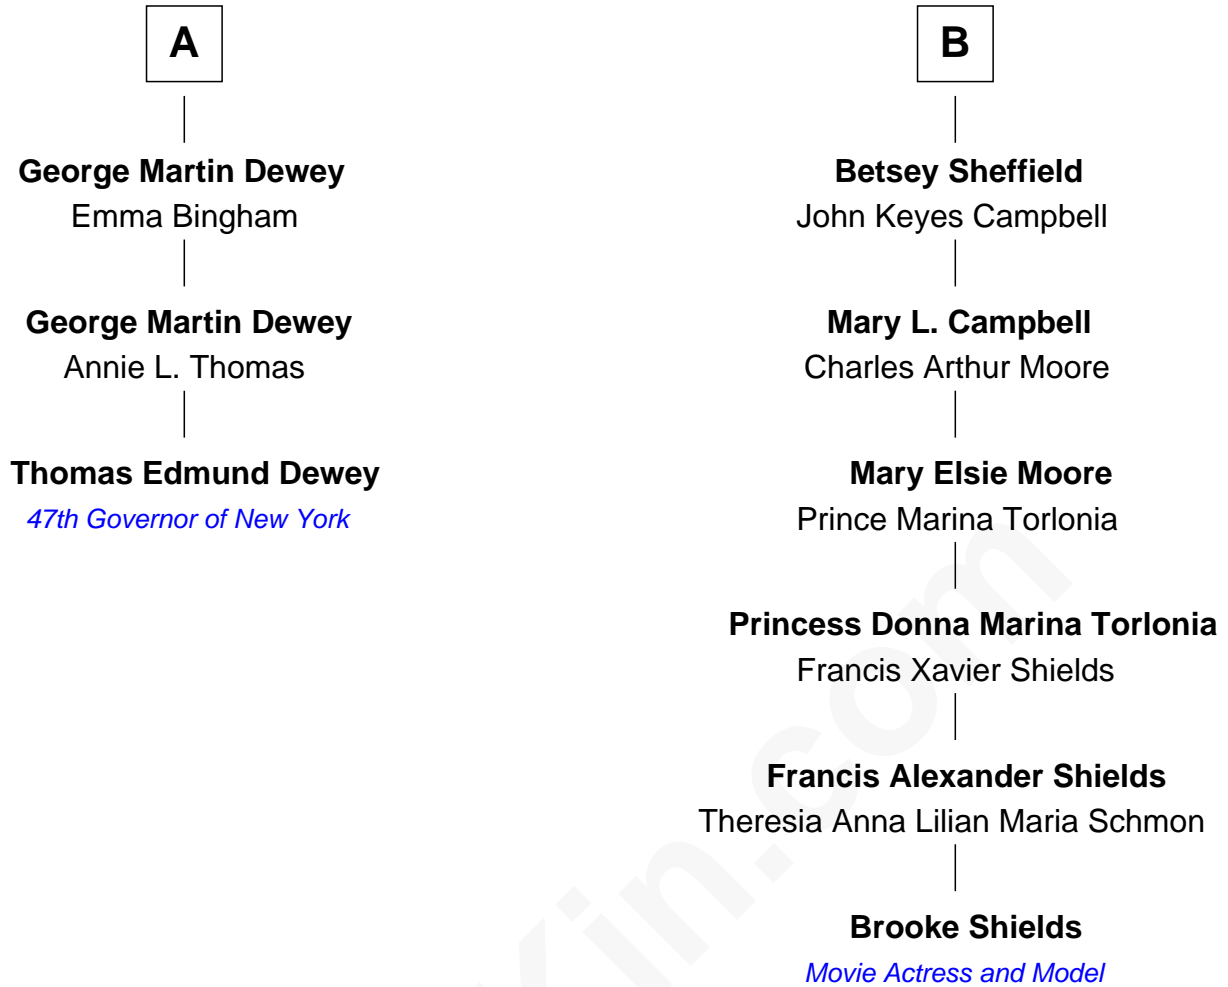 A
George Martin Dewey
Emma Bingham
George Martin Dewey
Annie L. Thomas
Thomas Edmund Dewey
47th Governor of New York
B
Betsey Sheffield
John Keyes Campbell
Mary L. Campbell
Charles Arthur Moore
Mary Elsie Moore
Prince Marina Torlonia
Princess Donna Marina Torlonia
Francis Xavier Shields
Francis Alexander Shields
Theresia Anna Lilian Maria Schmon
Brooke Shields
Movie Actress and Model
Kin.com